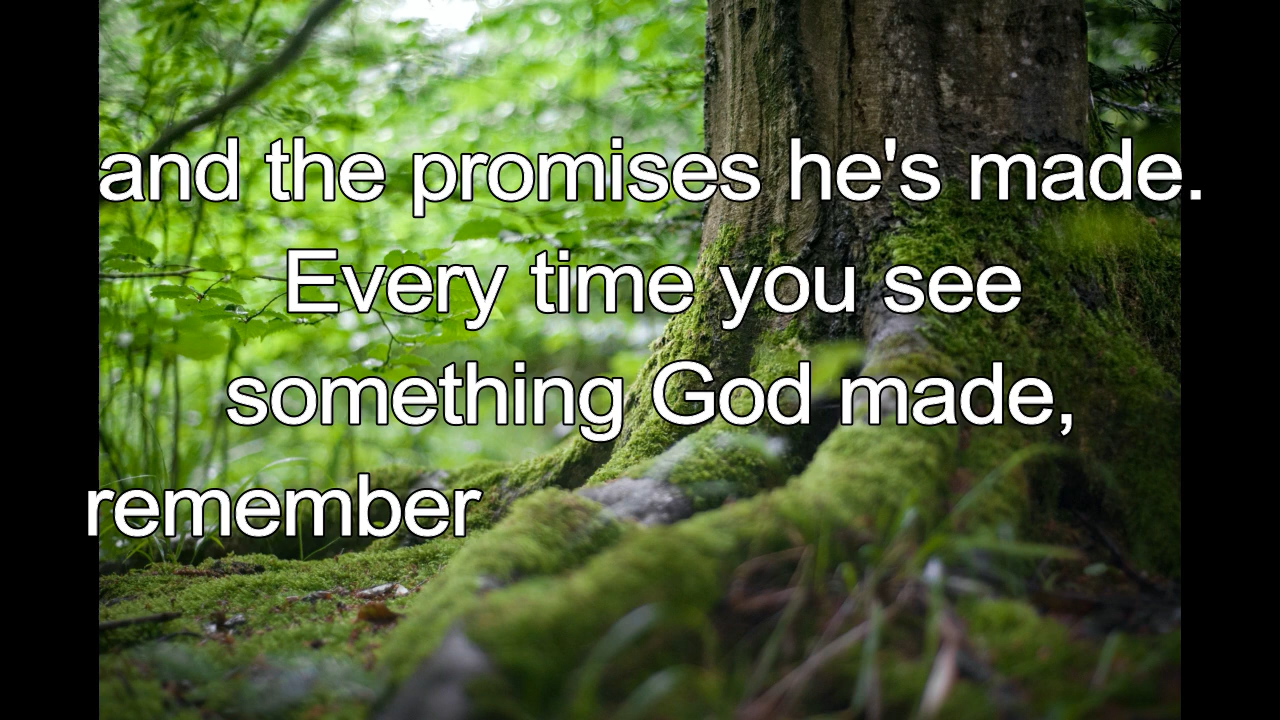 and the promises he's made.
Every time you see
something God made,
remember